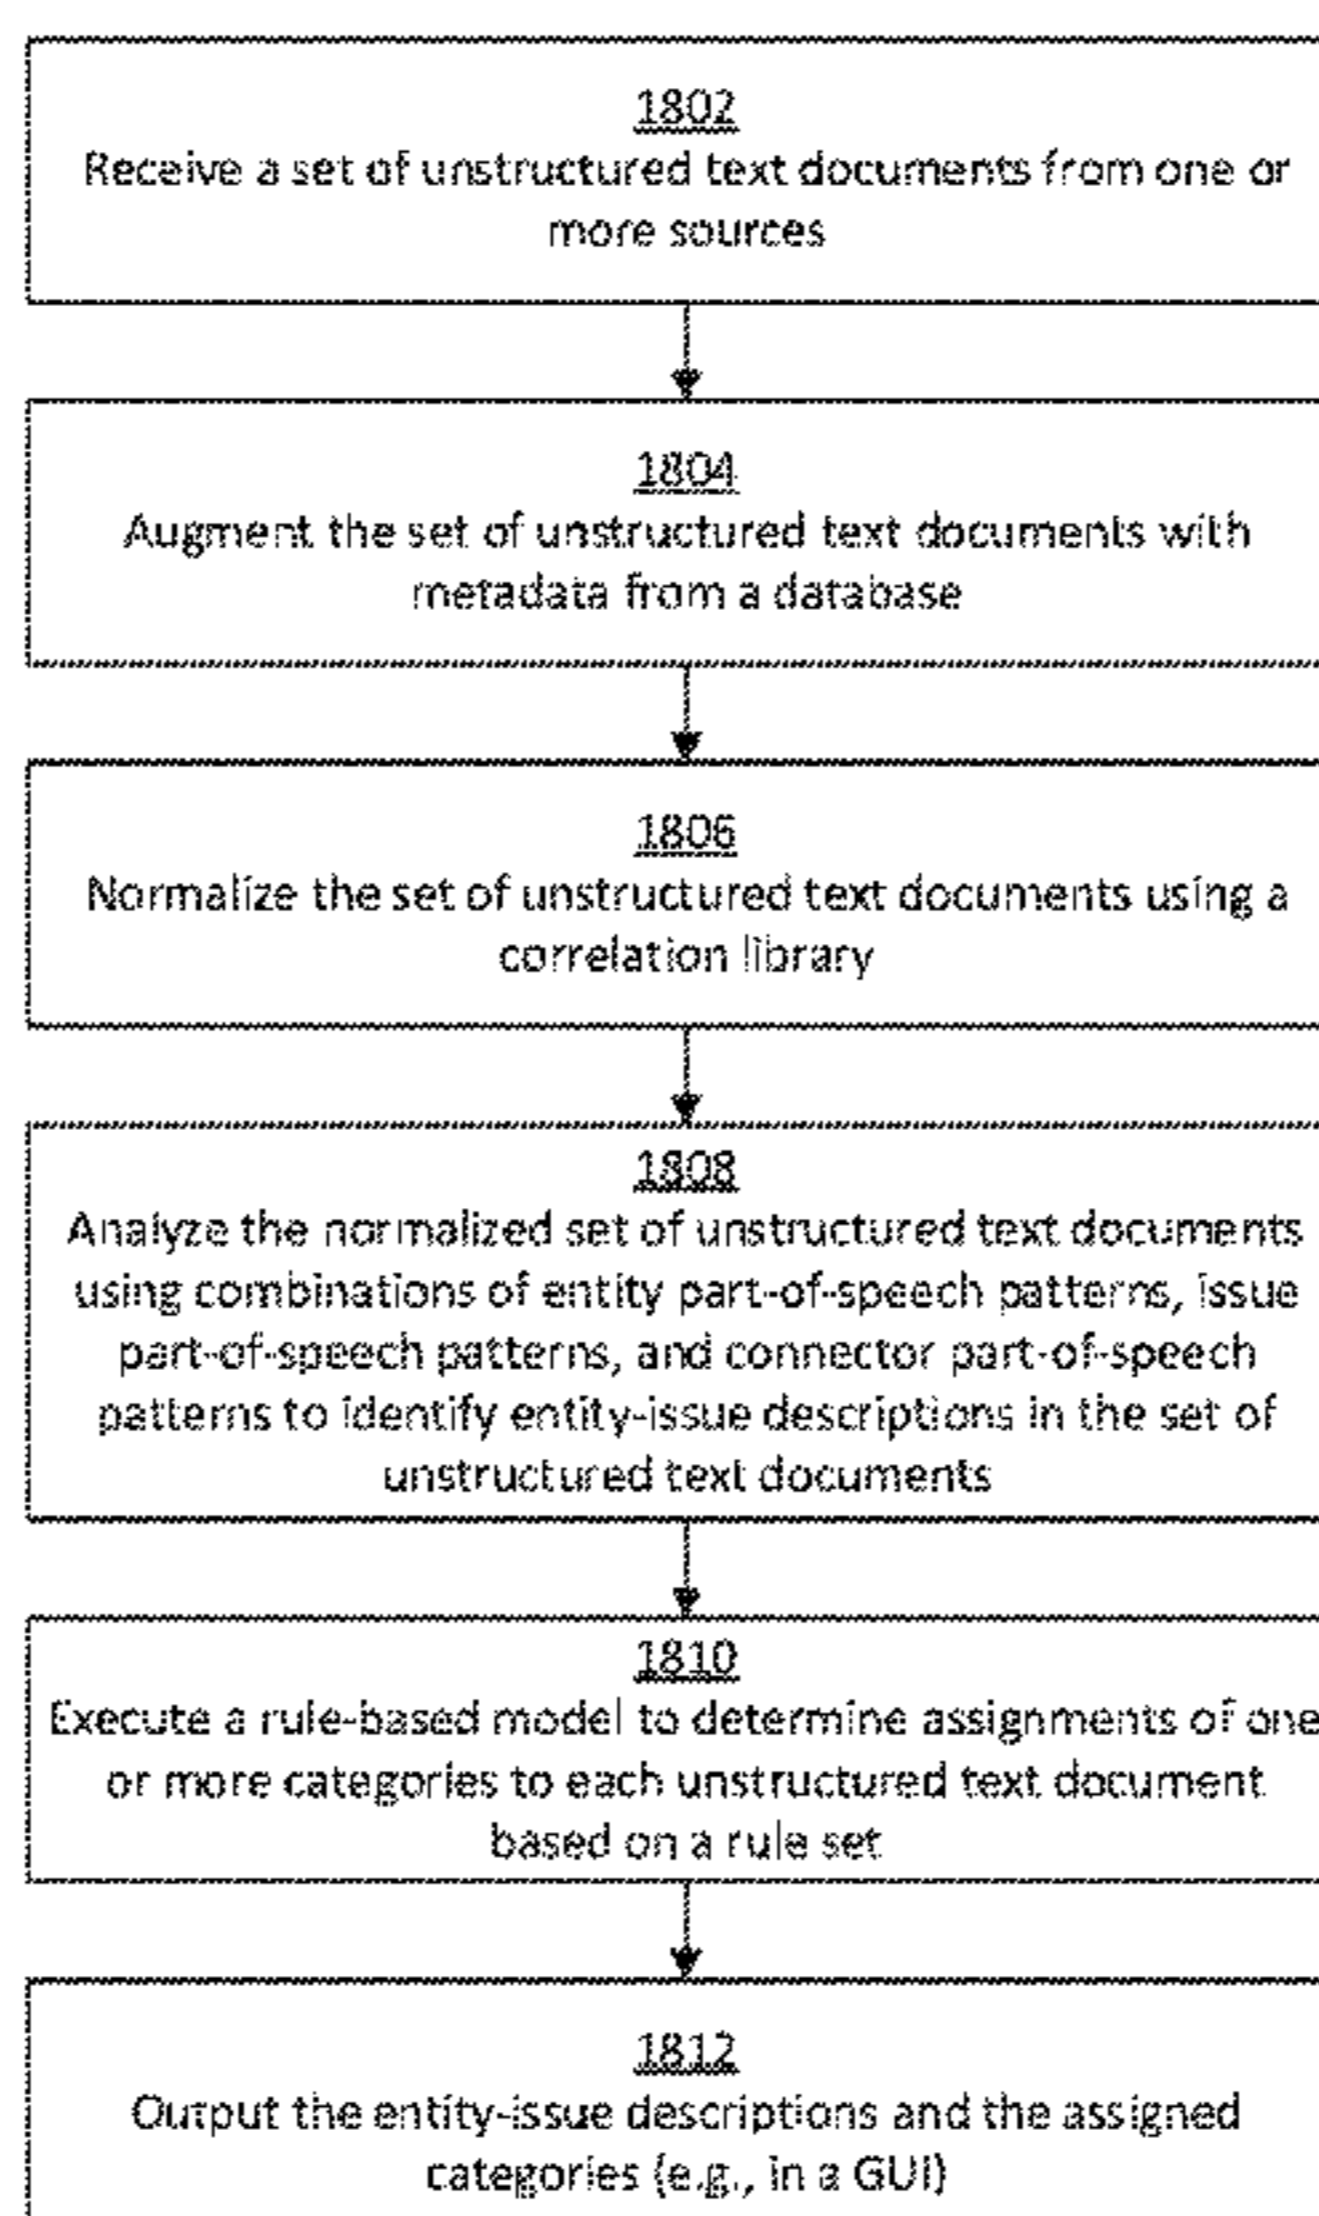 1802
Receive a set of unstructured text documents from one or
more sources
1804
Augment the set of unstructured text documents with
metadata from a database
1806
Normalize the set of unstructured text documents using a
correlation library
1808
Analyze the normalized set of unstructured text documents
using combinations of entity part-of-speech patterns, issue
part-of-speech patterns, and connector part-of-speech
patterns to identify entity-issue descriptions in the set of
unstructured text documents
1810
Execute a rule-based model to determine assignments of one
or more categories to each unstructured text document
based on a rule set
1812
Output the entity-issue descriptions and the assigned
categories (e.g., in a GUI)